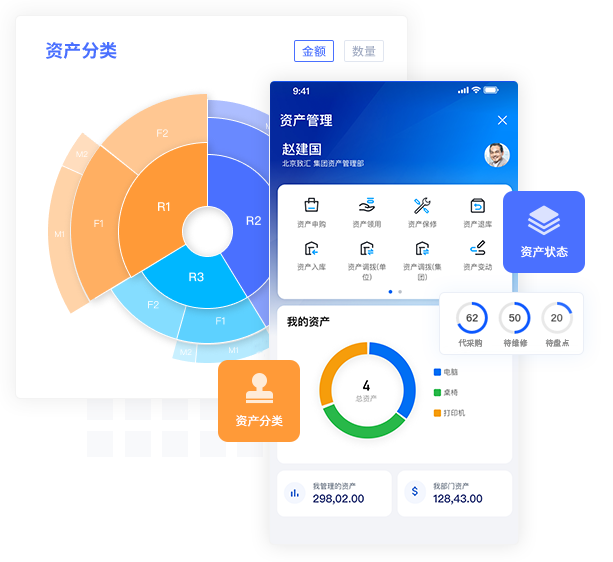 资产分类
金额
数量
F2
R1
F1
M2
M1
R2
R3
F2
F1
M2
M1
9:41
资产管理
赵建国
北京致汇 集团资产管理部
资产申购
资产领用
资产保修
资产退库
资产入库
资产调拨(单
位)
资产调拨(集
团)
资产变动
资产状态
62
50
20
代采购
待维修
待盘点
我的资产
4
总资产
电脑
桌椅
打印机
资产分类
我管理的资产
298,02.00
我部门资产
128,43.00